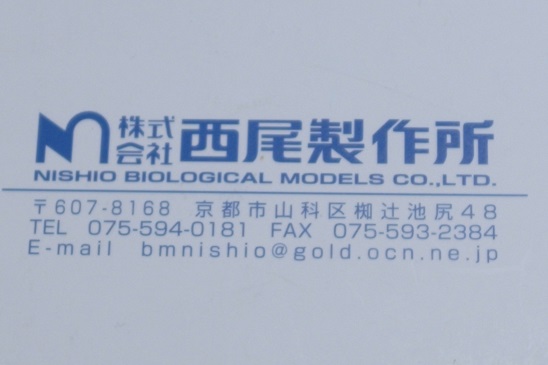 株式会社 西尾製作所
NISHIO BIOLOGICAL MODELS CO.,LTD.
〒607-8168 京都市山科区椥辻池尻48
TEL 075-594-0181 FAX 075-593-2384
E-mail bmnishio@gold.ocn.ne.jp